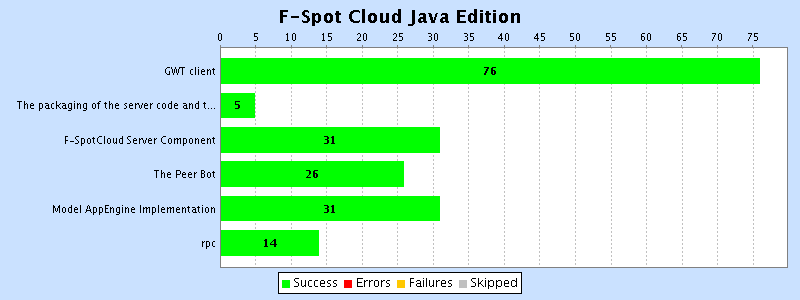 F-Spot Cloud Java Edition
0 5 10 15 20 25 30 35 40 45 50 55 60 65 70 75
GWT client 76
The packaging of the server code and t... 5
F-SpotCloud Server Component 31
The Peer Bot 26
Model AppEngine Implementation 31
rpc 14
Success Errors Failures Skipped